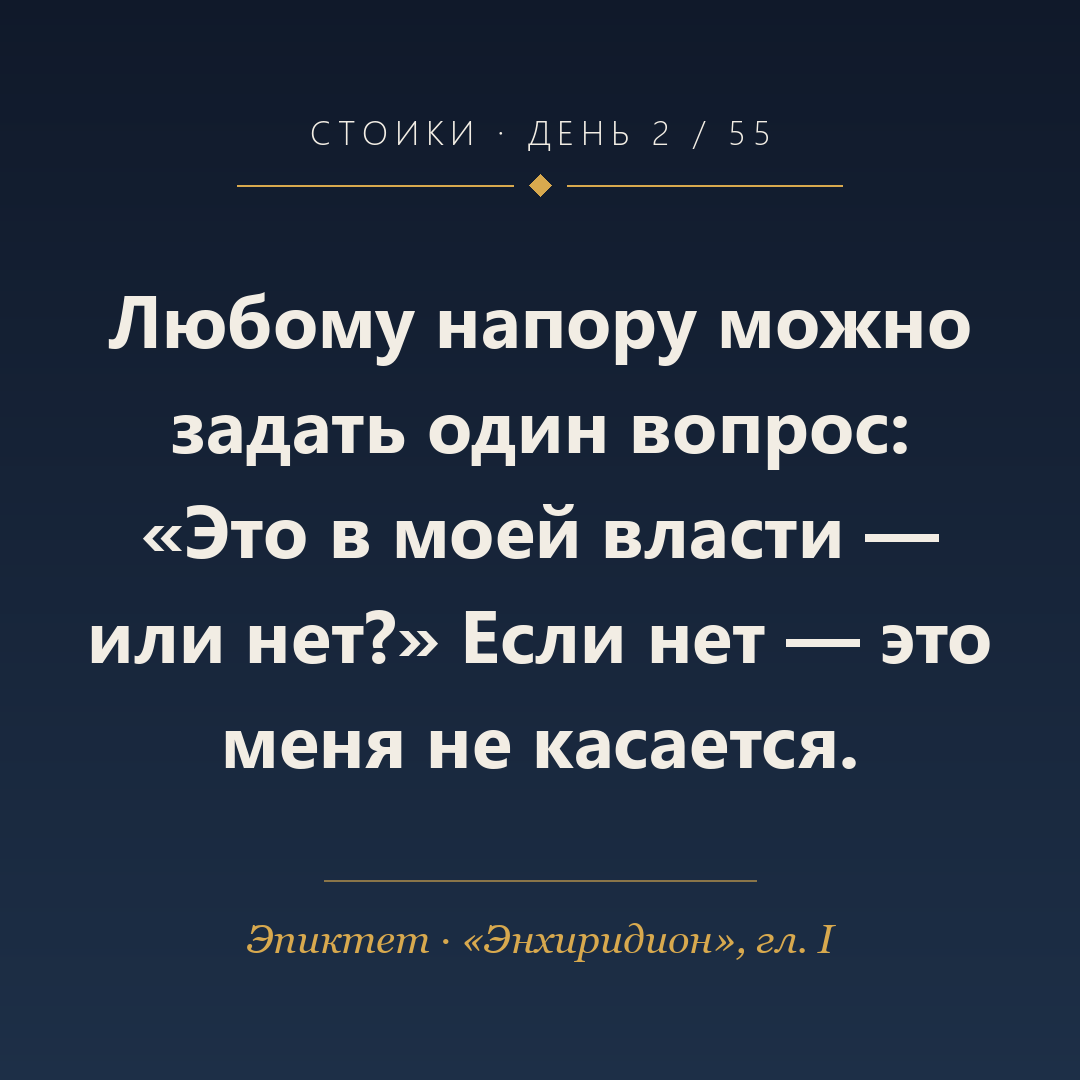 СТОИКИ · ДЕНЬ 2 / 55
Любому напору можно
задать один вопрос:
«Это в моей власти —
или нет?» Если нет — это
меня не касается.
Эпиктет · «Энхиридион», гл. I